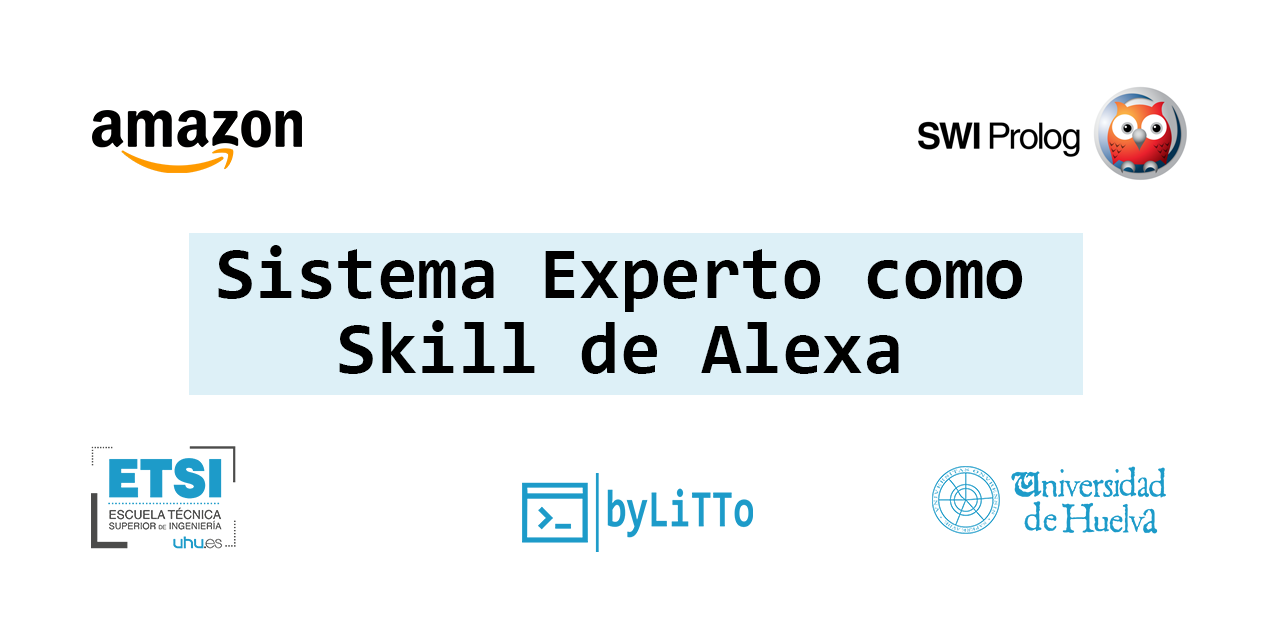 amazon
SWI Prolog
Sistema Experto como
Skill de Alexa
ETSI
ESCUELA TÉCNICA
SUPERIOR DE INGENIERÍA
uhu.es
>_
byLiTTo
Universidad
de Huelva